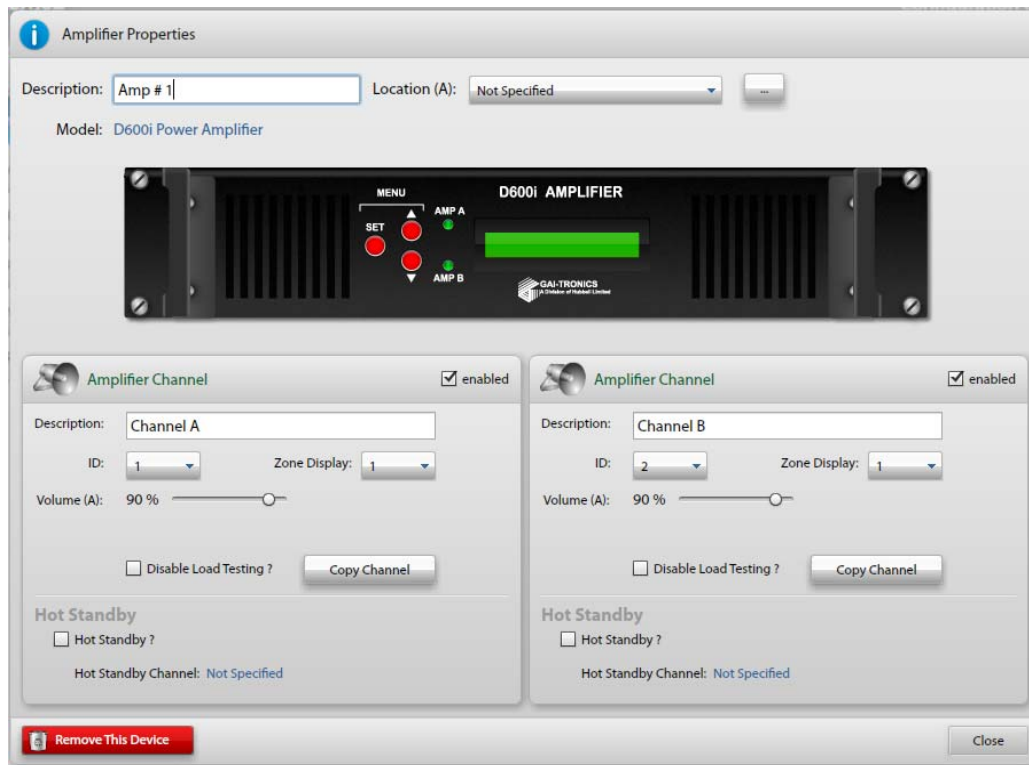 Amplifier Properties
Description: Amp # 1 Location (A): Not Specified ...
Model: D600i Power Amplifier
MENU
D600i AMPLIFIER
SET
AMP A
AMP B
GAI-TRONICS
A Division of Hubbell Limited
Amplifier Channel enabled
Description: Channel A
ID: 1 Zone Display: 1
Volume (A): 90 %
Disable Load Testing ? Copy Channel
Hot Standby
Hot Standby ?
Hot Standby Channel: Not Specified
Amplifier Channel enabled
Description: Channel B
ID: 2 Zone Display: 1
Volume (A): 90 %
Disable Load Testing ? Copy Channel
Hot Standby
Hot Standby ?
Hot Standby Channel: Not Specified
Remove This Device
Close